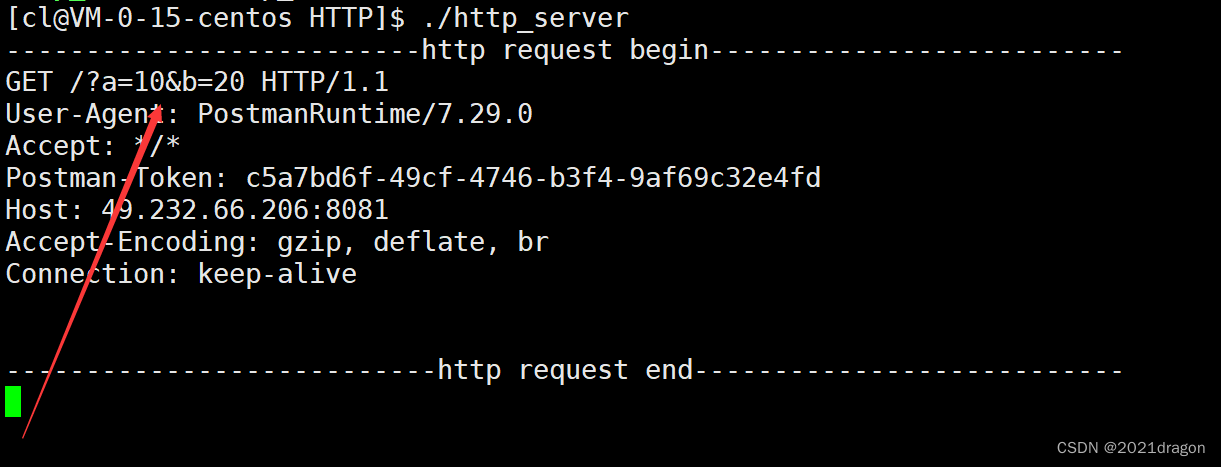 [cl@VM-0-15-centos HTTP]$ ./http_server
--------------------------http request begin--------------------------
GET /?a=10&b=20 HTTP/1.1
User-Agent: PostmanRuntime/7.29.0
Accept: */*
Postman-Token: c5a7bd6f-49cf-4746-b3f4-9af69c32e4fd
Host: 49.232.66.206:8081
Accept-Encoding: gzip, deflate, br
Connection: keep-alive
---------------------------http request end---------------------------
CSDN @2021dragon